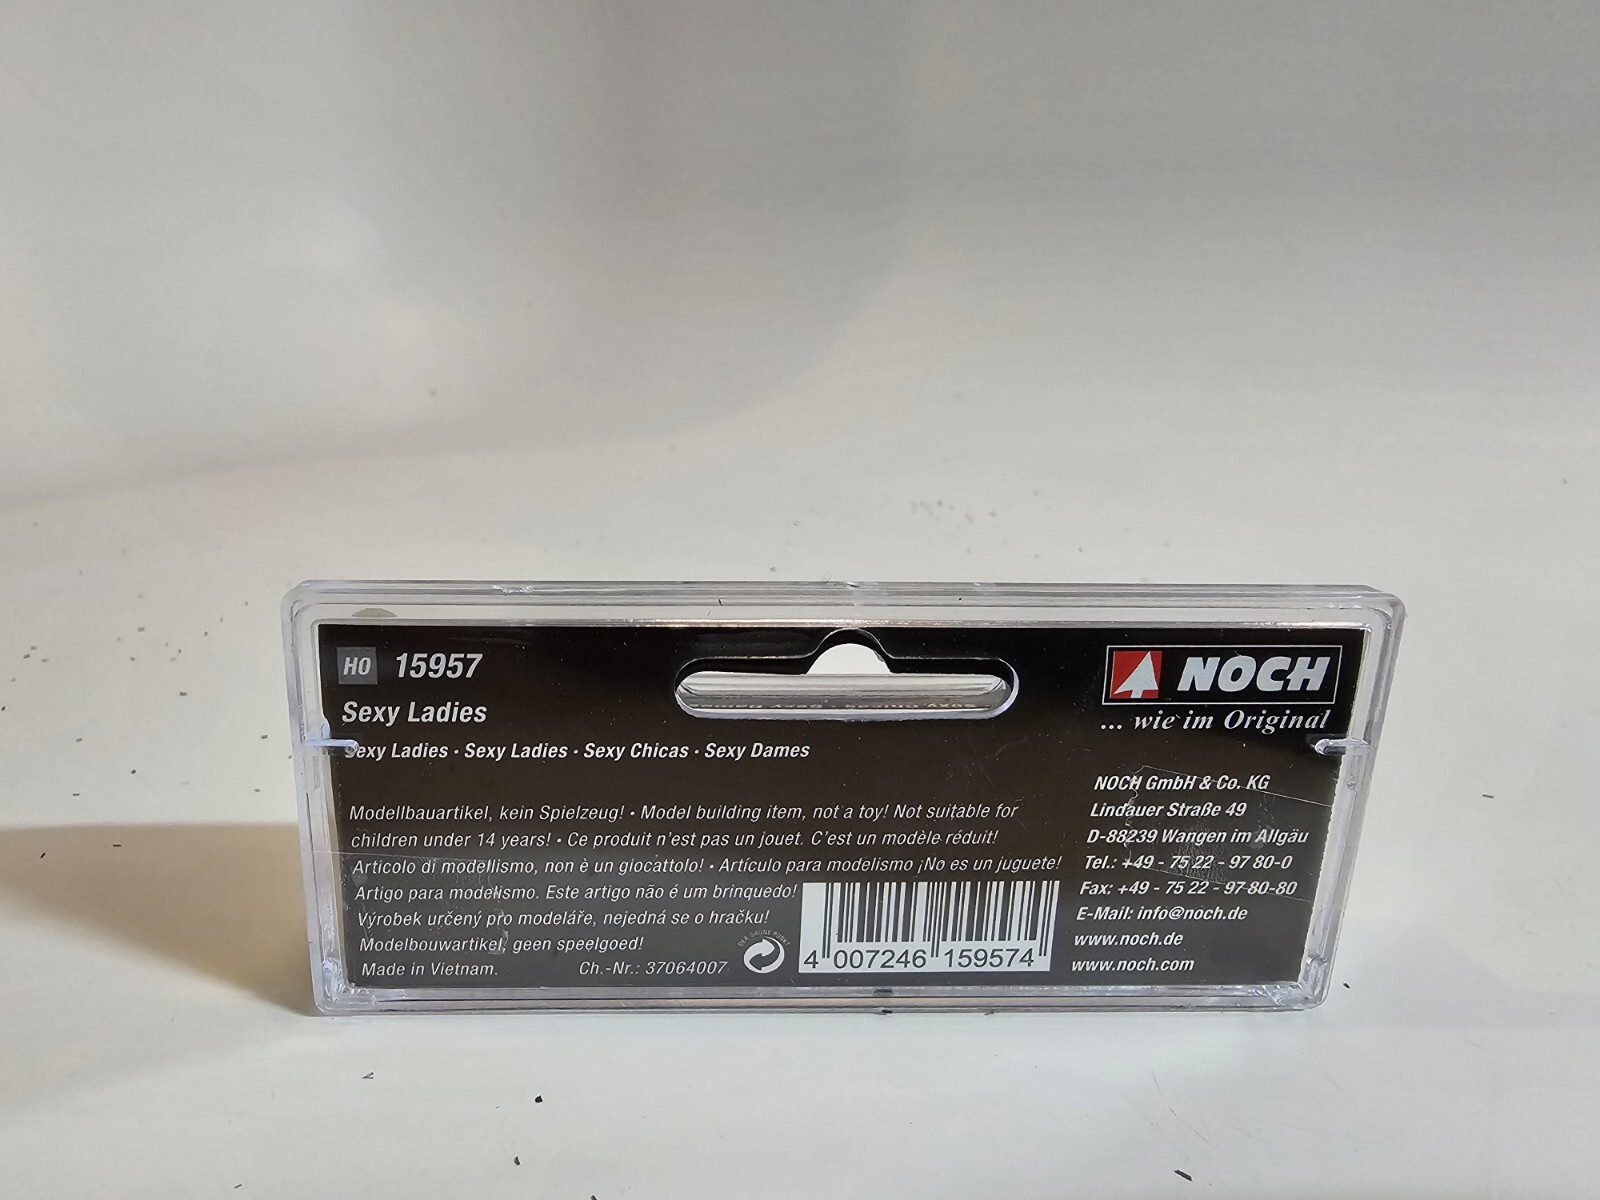 H0 15957
Sexy Ladies
Sexy Ladies · Sexy Ladies · Sexy Chicas · Sexy Dames
NOCH
... wie im Original
Modellbauartikel, kein Spielzeug! • Model building item, not a toy! Not suitable for
children under 14 years! • Ce produit n'est pas un jouet. C'est un modèle réduit!
Articolo di modellismo, non è un giocattolo! • Artículo para modelismo ¡No es un juguete!
Artigo para modelismo. Este artigo não é um brinquedo!
Výrobek určený pro modeláře, nejedná se o hračku!
Modelbouwartikel, geen speelgoed!
Made in Vietnam. Ch.-Nr.: 37064007
DER GRÜNE PUNKT
4 007246 159574
NOCH GmbH & Co. KG
Lindauer Straße 49
D-88239 Wangen im Allgäu
Tel.: +49 - 75 22 - 97 80-0
Fax: +49 - 75 22 - 97 80-80
E-Mail: info@noch.de
www.noch.de
www.noch.com